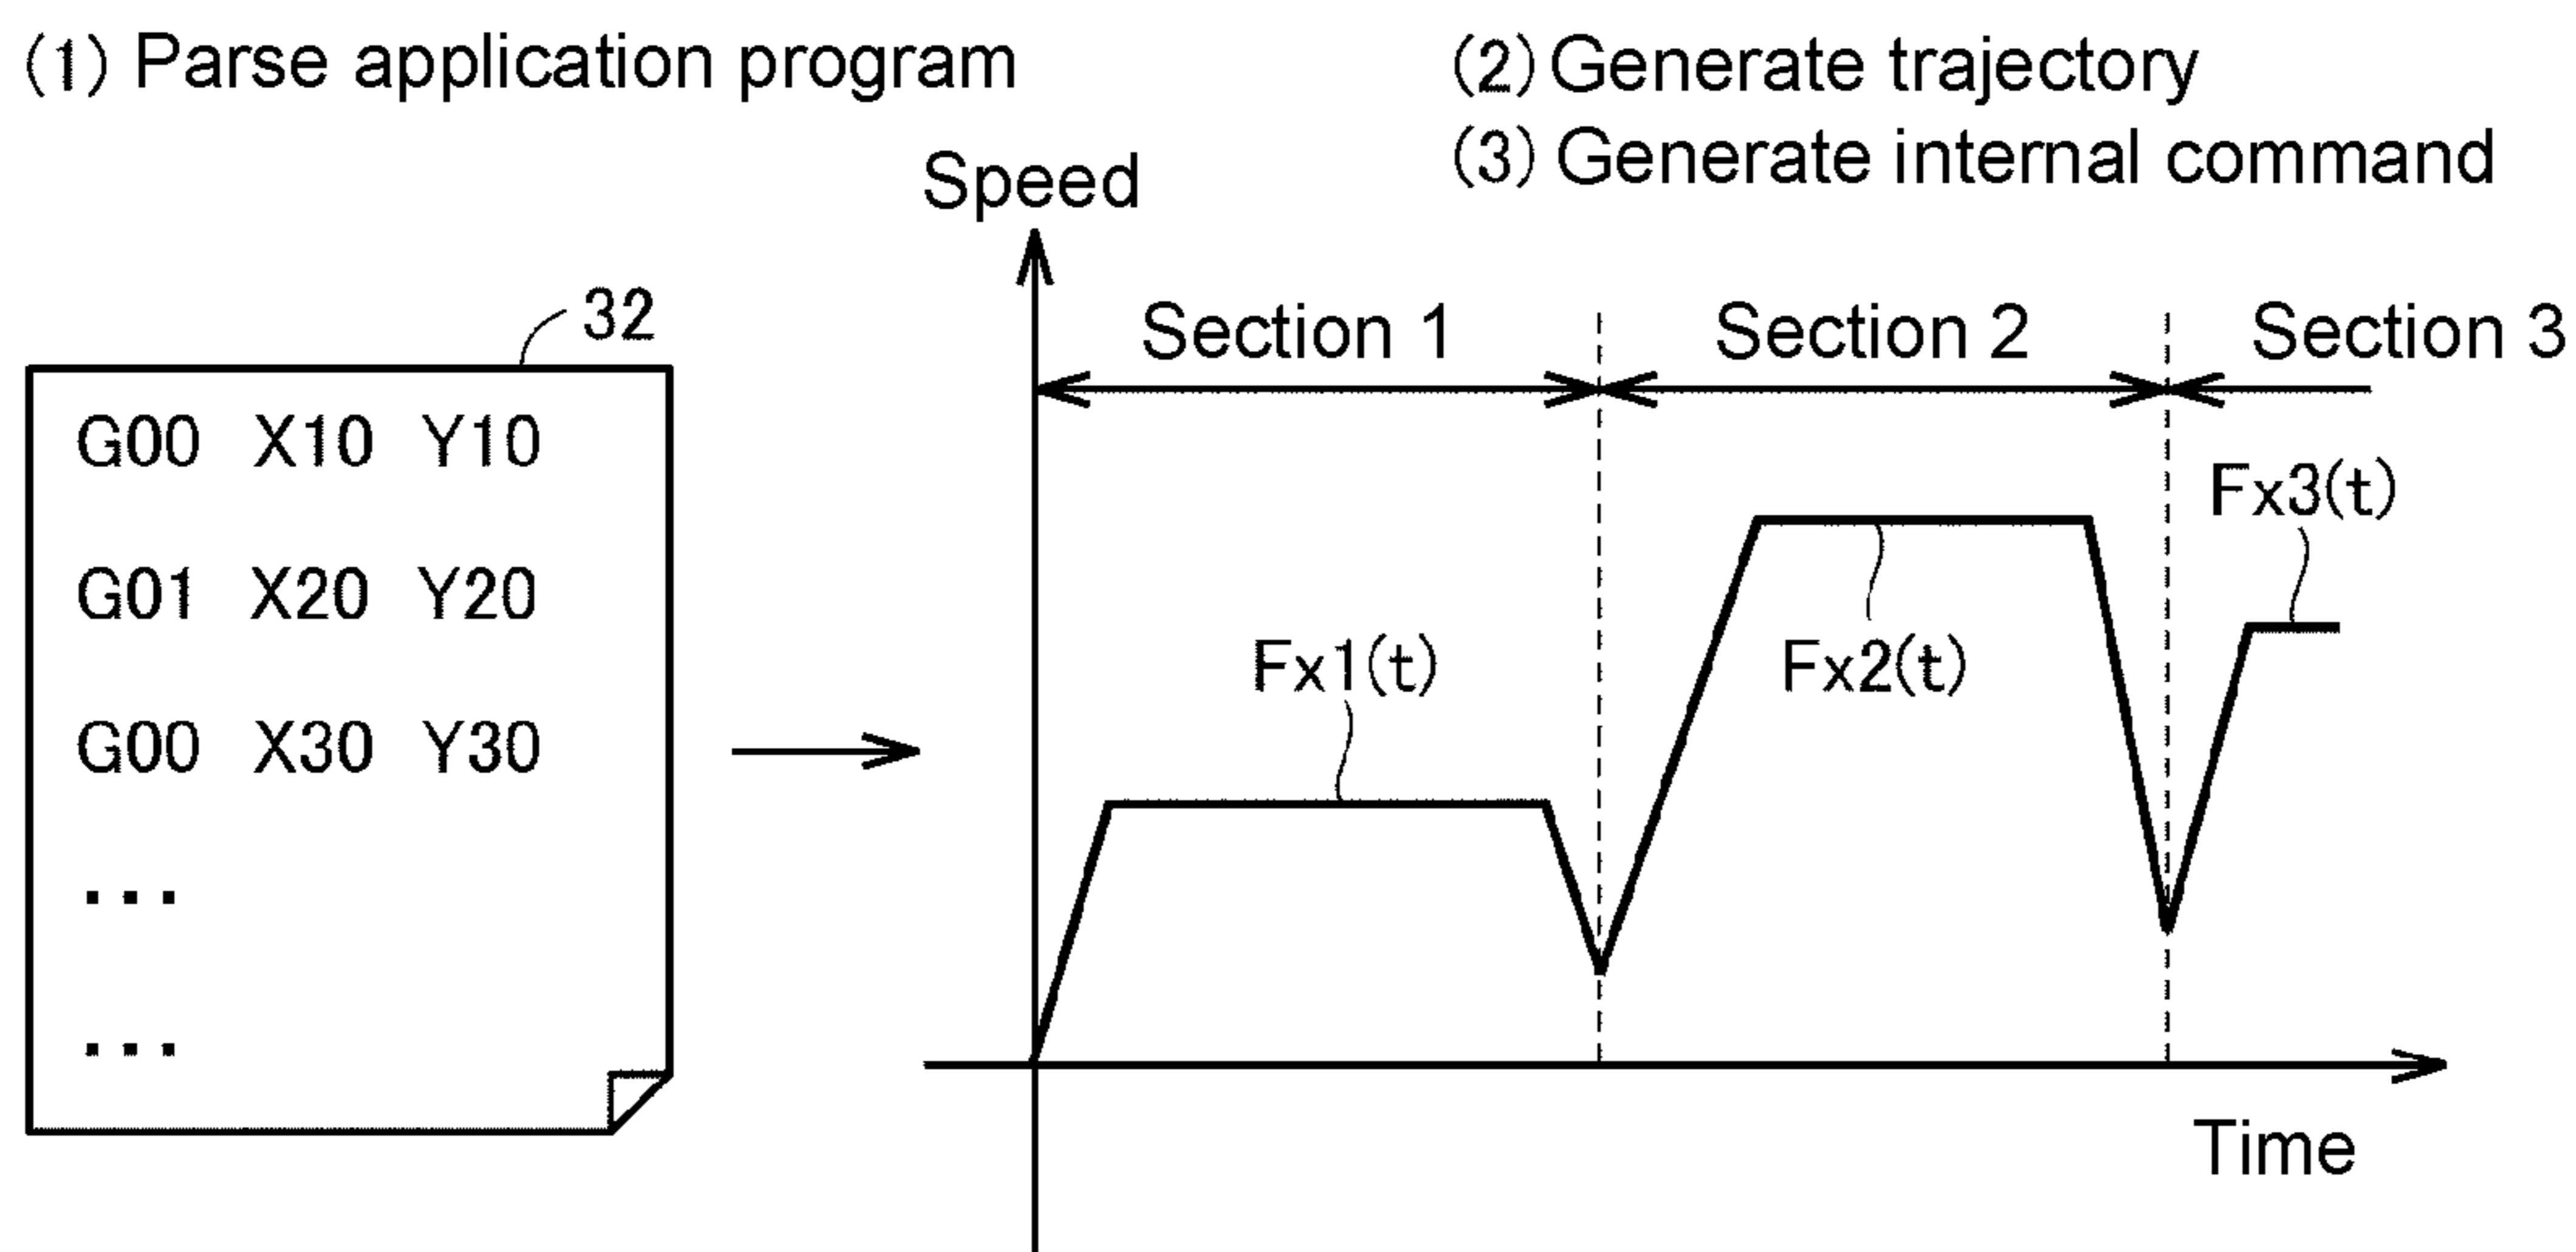 (1) Parse application program
(2) Generate trajectory
(3) Generate internal command
Speed
32
Section 1
Section 2
Section 3
G00 X10 Y10
G01 X20 Y20
G00 X30 Y30
...
...
Fx1(t)
Fx2(t)
Fx3(t)
Time